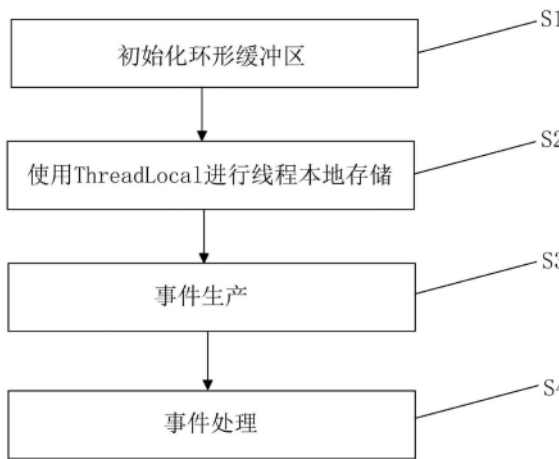 S1
初始化环形缓冲区
S2
使用ThreadLocal进行线程本地存储
S3
事件生产
S4
事件处理